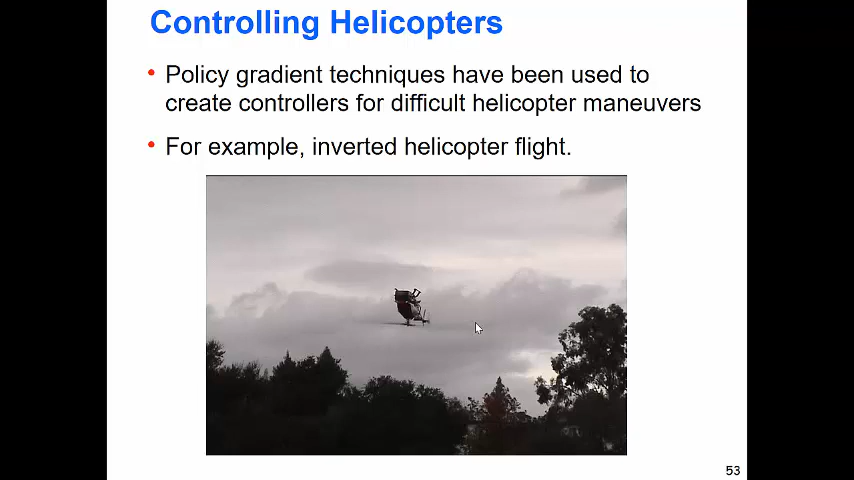 Controlling Helicopters
• Policy gradient techniques have been used to
create controllers for difficult helicopter maneuvers
• For example, inverted helicopter flight.
53